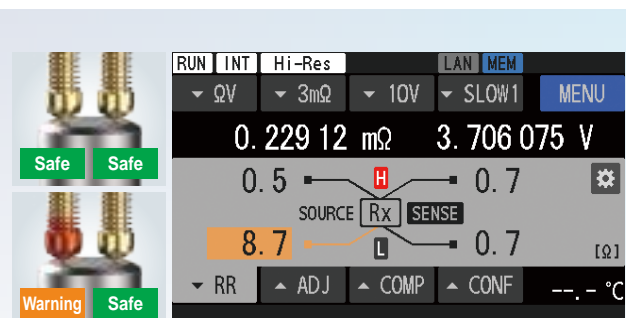 Safe Safe
Warning Safe
RUN INT Hi-Res LAN MEM
ΩV 3mΩ 10V SLOW1 MENU
0.229 12 mΩ 3.706 075 V
0.5 H 0.7
SOURCE Rx SENSE
8.7 L 0.7 [Ω]
RR ADJ COMP CONF --.- °C